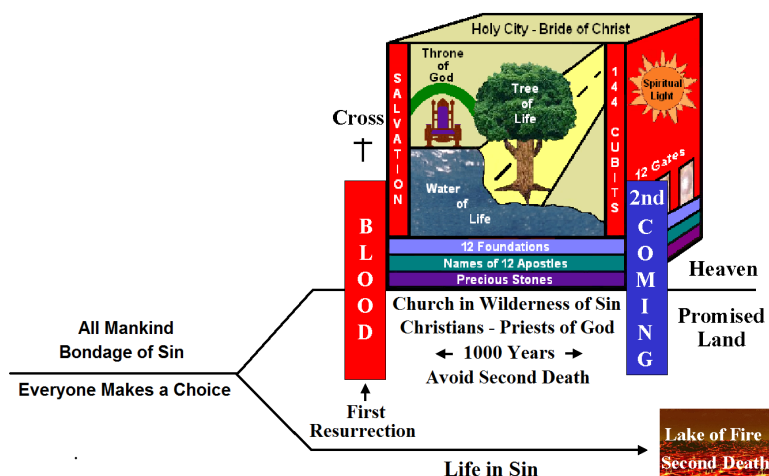 Holy City - Bride of Christ
Throne
of
God
SALVATION
Tree
of
Life
144 CUBITS
Spiritual
Light
Cross
Water
of
Life
12 Gates
BLOOD
2nd
COMING
12 Foundations
Names of 12 Apostles
Precious Stones
Heaven
Church in Wilderness of Sin
Christians - Priests of God
1000 Years
Avoid Second Death
Promised
Land
All Mankind
Bondage of Sin
Everyone Makes a Choice
First
Resurrection
Life in Sin
Lake of Fire
Second Death